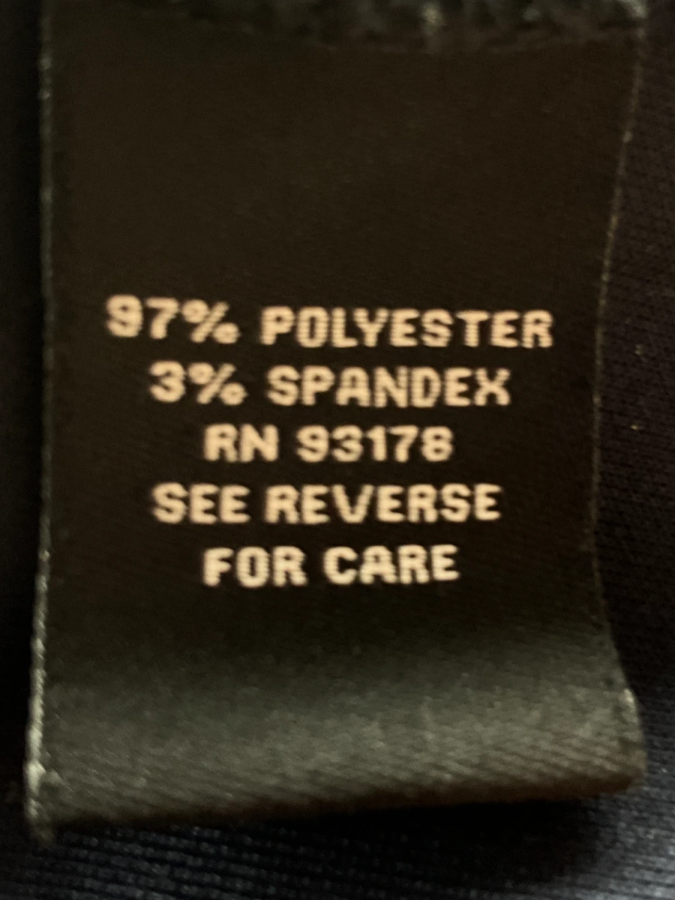 97% POLYESTER
3% SPANDEX
RN 93178
SEE REVERSE
FOR CARE